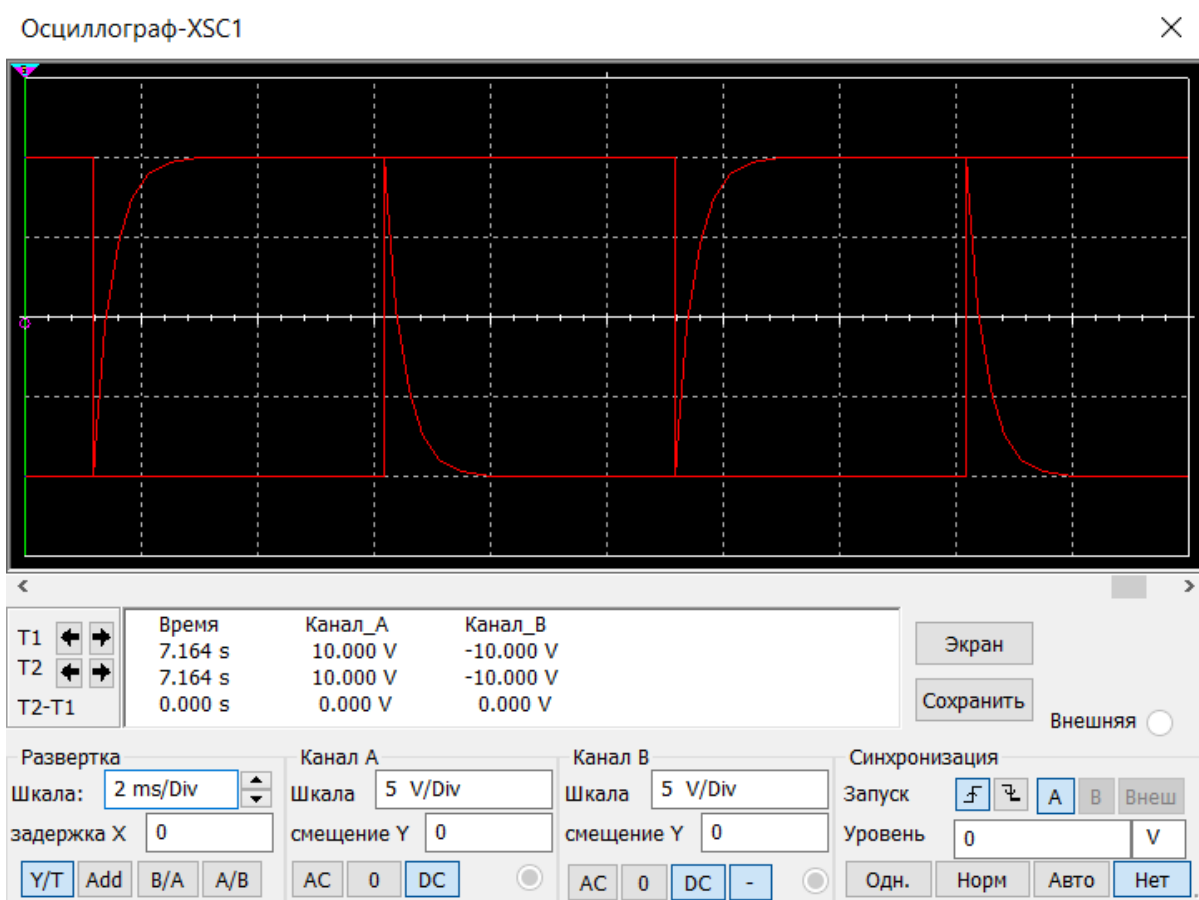 Осциллограф-XSC1
Время Канал_A Канал_B
T1 7.164 s 10.000 V -10.000 V
T2 7.164 s 10.000 V -10.000 V
T2-T1 0.000 s 0.000 V 0.000 V
Экран
Сохранить
Внешняя
Развертка
Шкала: 2 ms/Div
задержка X 0
Y/T Add B/A A/B
Канал A
Шкала 5 V/Div
смещение Y 0
AC 0 DC
Канал B
Шкала 5 V/Div
смещение Y 0
AC 0 DC -
Синхронизация
Запуск A B Внеш
Уровень 0 V
Одн. Норм Авто Нет